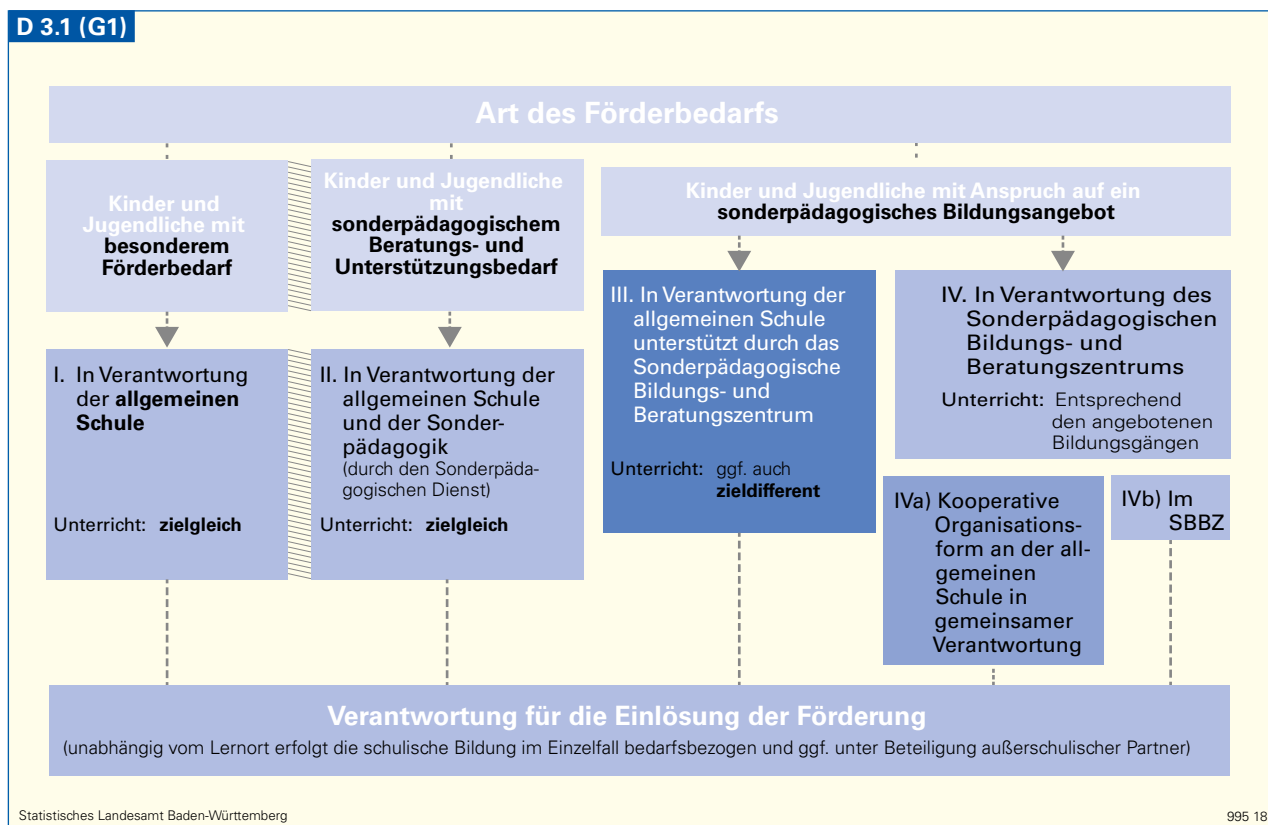 D 3.1 (G1)
Art des Förderbedarfs
Kinder und
Jugendliche mit
besonderem
Förderbedarf
Kinder und Jugendliche
mit
sonderpädagogischem
Beratungs- und
Unterstützungsbedarf
Kinder und Jugendliche mit Anspruch auf ein
sonderpädagogisches Bildungsangebot
I. In Verantwortung
der allgemeinen
Schule
Unterricht: zielgleich
II. In Verantwortung der
allgemeinen Schule
und der Sonder-
pädagogik
(durch den Sonderpäda-
gogischen Dienst)
Unterricht: zielgleich
III. In Verantwortung der
allgemeinen Schule
unterstützt durch das
Sonderpädagogische
Bildungs- und
Beratungszentrum
Unterricht: ggf. auch
zieldifferent
IV. In Verantwortung des
Sonderpädagogischen
Bildungs- und
Beratungszentrums
Unterricht: Entsprechend
den angebotenen
Bildungsgängen
IVa) Kooperative
Organisations-
form an der all-
gemeinen
Schule in
gemeinsamer
Verantwortung
IVb) Im
SBBZ
Verantwortung für die Einlösung der Förderung
(unabhängig vom Lernort erfolgt die schulische Bildung im Einzelfall bedarfsbezogen und ggf. unter Beteiligung außerschulischer Partner)
Statistisches Landesamt Baden-Württemberg
995 18